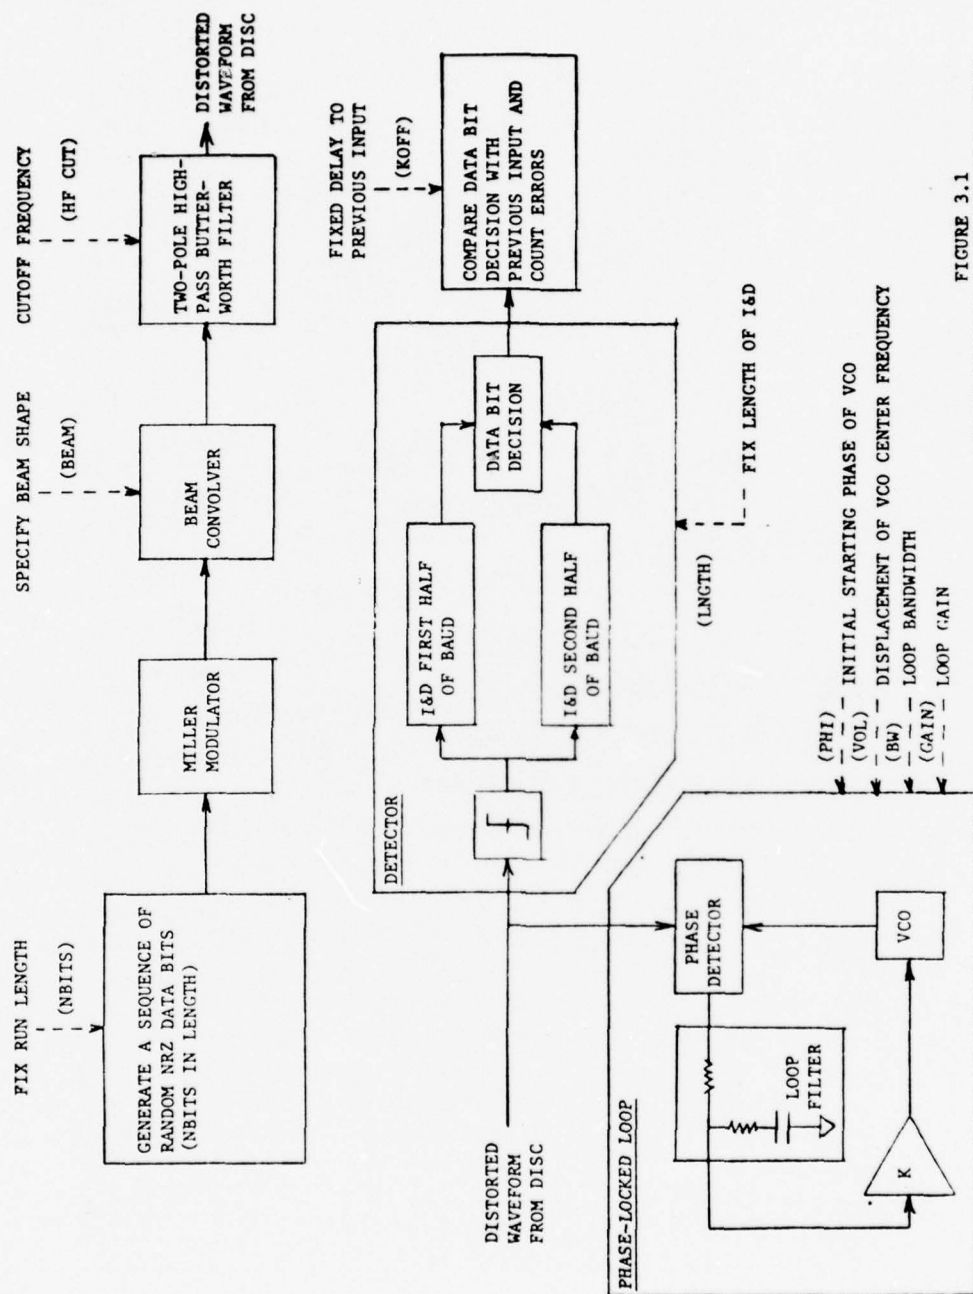 FIX RUN LENGTH
(NBITS)
GENERATE A SEQUENCE OF
RANDOM NRZ DATA BITS
(NBITS IN LENGTH)
MILLER
MODULATOR
SPECIFY BEAM SHAPE
(BEAM)
BEAM
CONVOLVER
CUTOFF FREQUENCY
(HF CUT)
TWO-POLE HIGH-
PASS BUTTER-
WORTH FILTER
DISTORTED
WAVEFORM
FROM DISC
DISTORTED
WAVEFORM
FROM DISC
DETECTOR
I&D FIRST HALF
OF BAUD
I&D SECOND HALF
OF BAUD
DATA BIT
DECISION
FIXED DELAY TO
PREVIOUS INPUT
(KOFF)
COMPARE DATA BIT
DECISION WITH
PREVIOUS INPUT AND
COUNT ERRORS
(LNGTH)
FIX LENGTH OF I&D
PHASE-LOCKED LOOP
LOOP
FILTER
PHASE
DETECTOR
K
VCO
(PHI)
INITIAL STARTING PHASE OF VCO
(VOL)
DISPLACEMENT OF VCO CENTER FREQUENCY
(BW)
LOOP BANDWIDTH
(GAIN)
LOOP GAIN
FIGURE 3.1